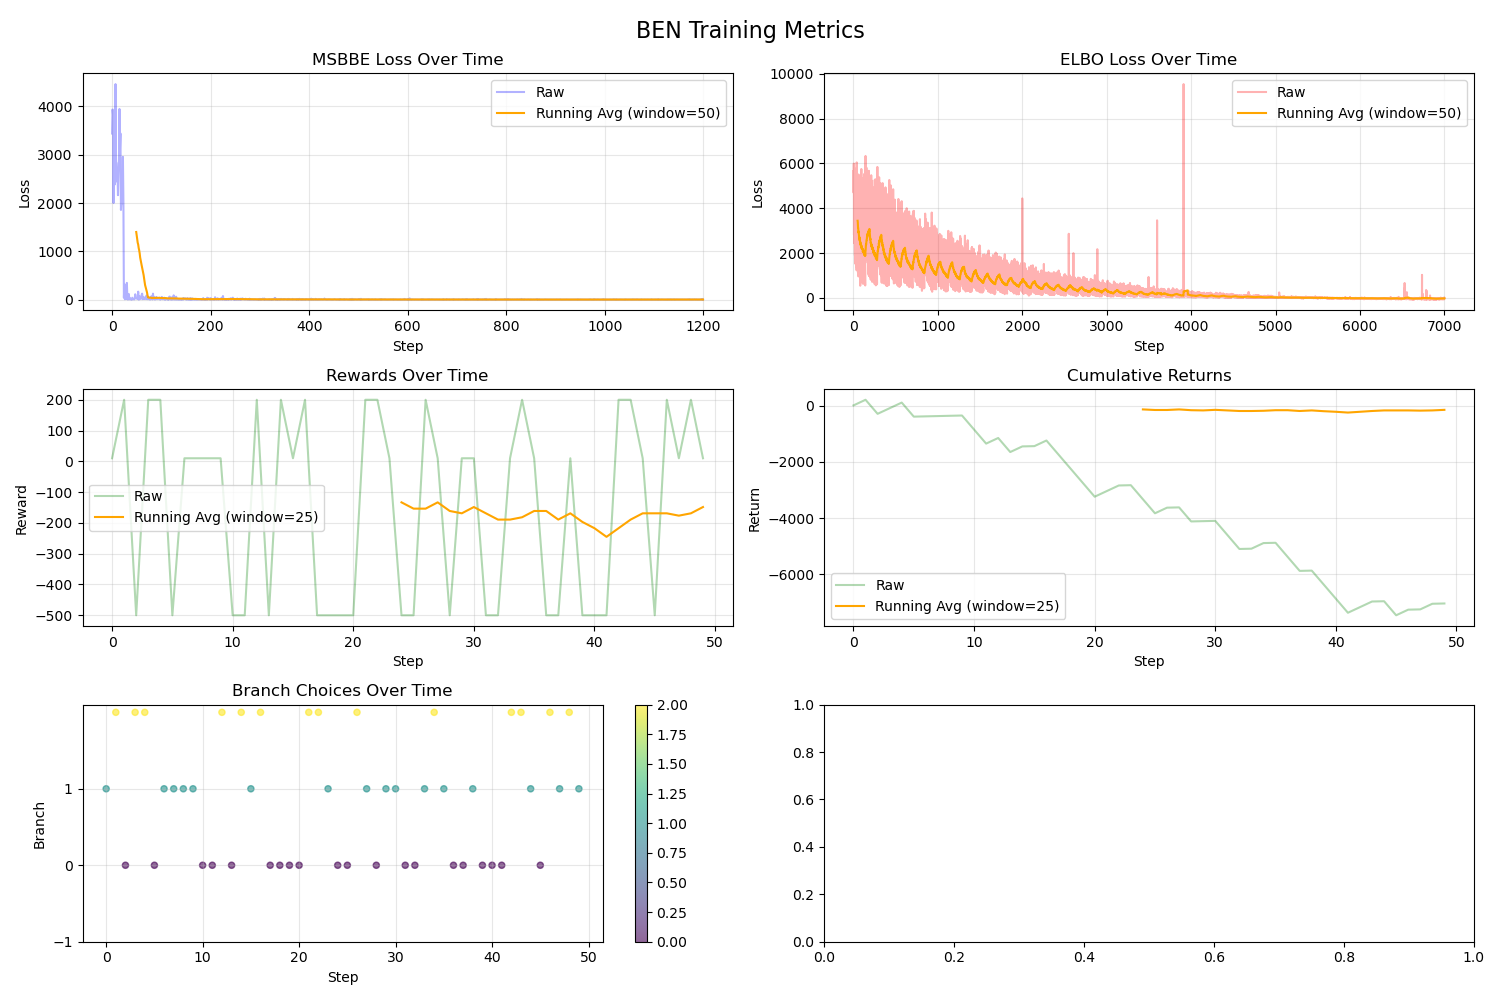 BEN Training Metrics
MSBBE Loss Over Time
Loss
4000
3000
2000
1000
0
Raw
Running Avg (window=50)
0 200 400 600 800 1000 1200
Step
ELBO Loss Over Time
Loss
10000
8000
6000
4000
2000
0
Raw
Running Avg (window=50)
0 1000 2000 3000 4000 5000 6000 7000
Step
Rewards Over Time
Reward
200
100
0
−100
−200
−300
−400
−500
Raw
Running Avg (window=25)
0 10 20 30 40 50
Step
Cumulative Returns
Return
0
−2000
−4000
−6000
Raw
Running Avg (window=25)
0 10 20 30 40 50
Step
Branch Choices Over Time
Branch
1
0
−1
0 10 20 30 40 50
Step
2.00
1.75
1.50
1.25
1.00
0.75
0.50
0.25
0.00
1.0
0.8
0.6
0.4
0.2
0.0
0.0 0.2 0.4 0.6 0.8 1.0